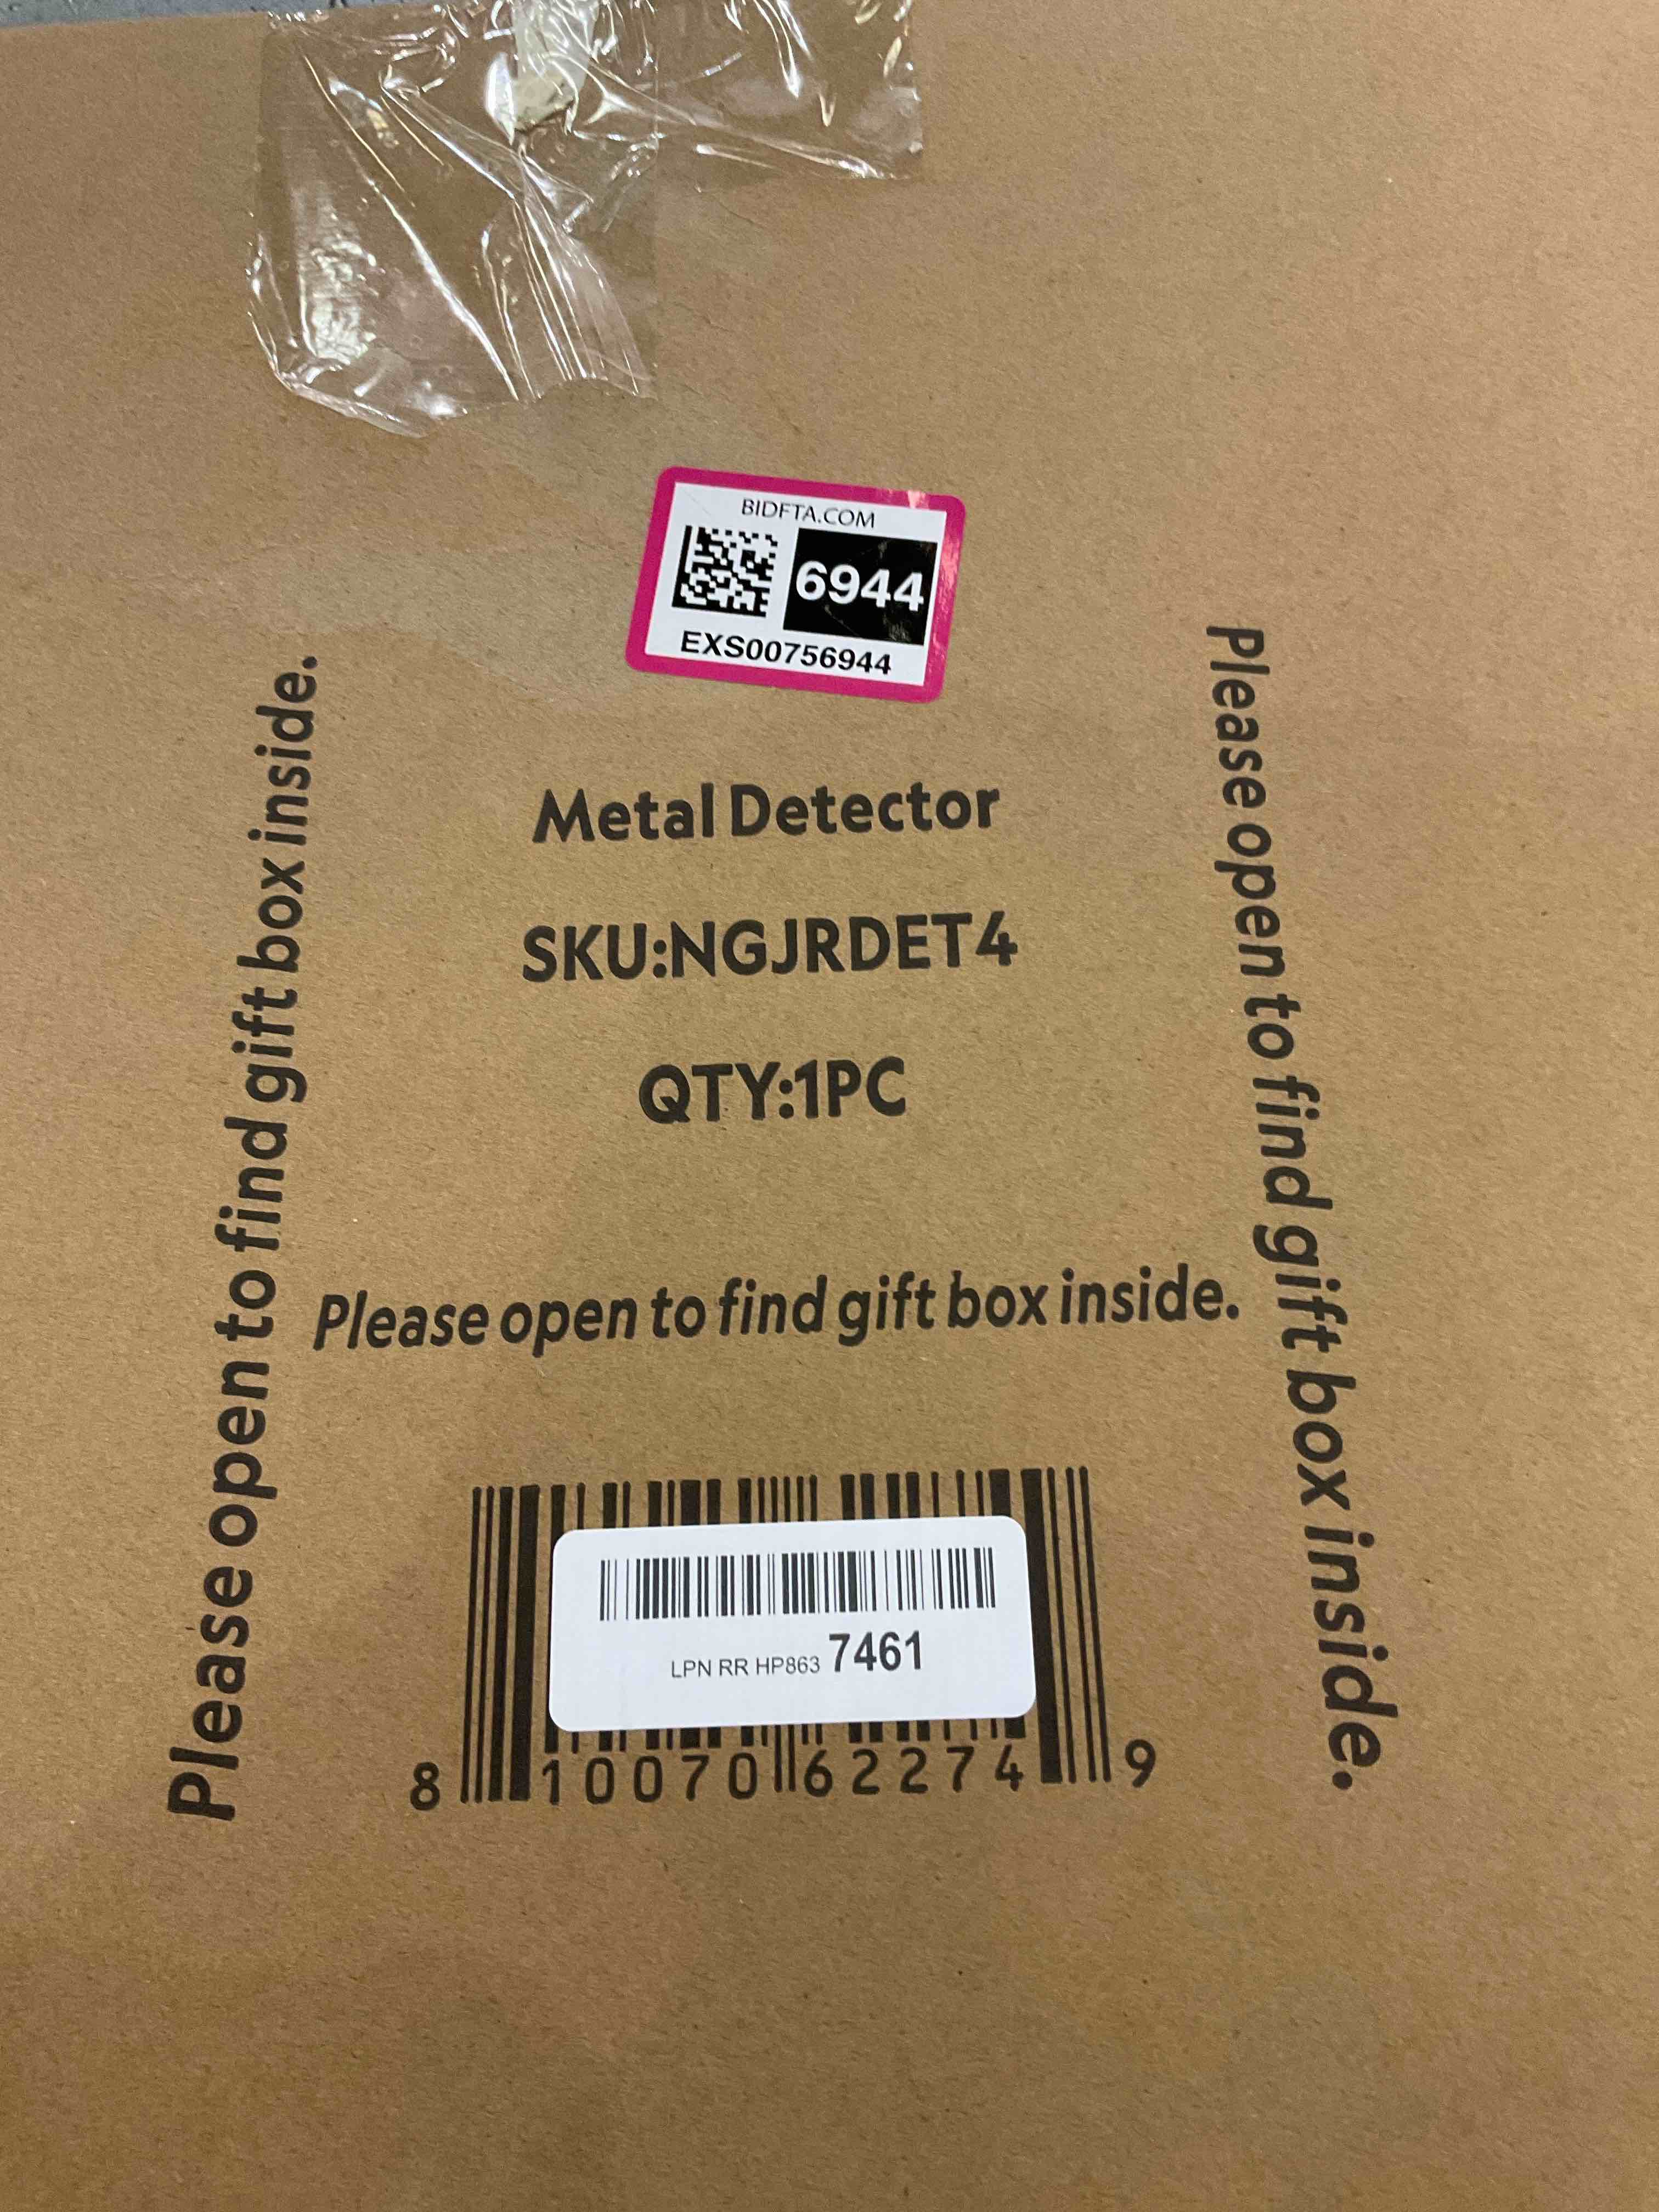 BIDFTA.COM
6944
EXS00756944
Metal Detector
SKU:NGJRDET4
QTY:1PC
Please open to find gift box inside.
Please open to find gift box inside.
Please open to find gift box inside.
LPN RR HP863 7461
8 10070 62274 9